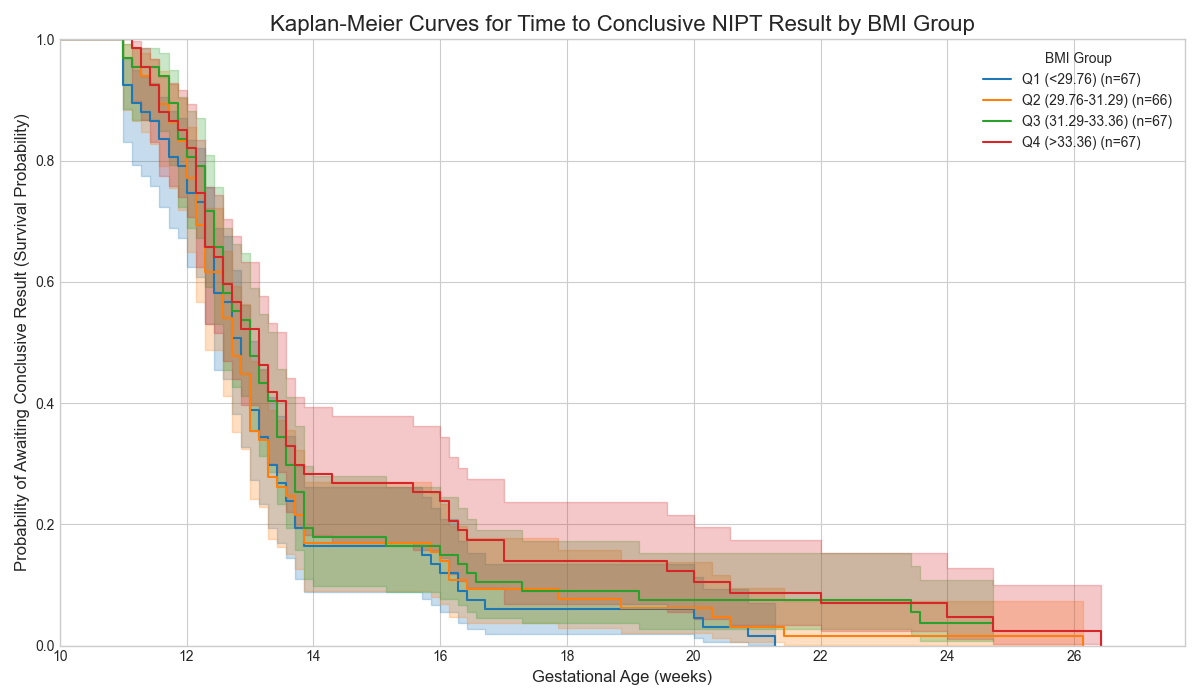 Kaplan-Meier Curves for Time to Conclusive NIPT Result by BMI Group
Probability of Awaiting Conclusive Result (Survival Probability)
1.0
0.8
0.6
0.4
0.2
0.0
BMI Group
Q1 (<29.76) (n=67)
Q2 (29.76-31.29) (n=66)
Q3 (31.29-33.36) (n=67)
Q4 (>33.36) (n=67)
10 12 14 16 18 20 22 24 26
Gestational Age (weeks)